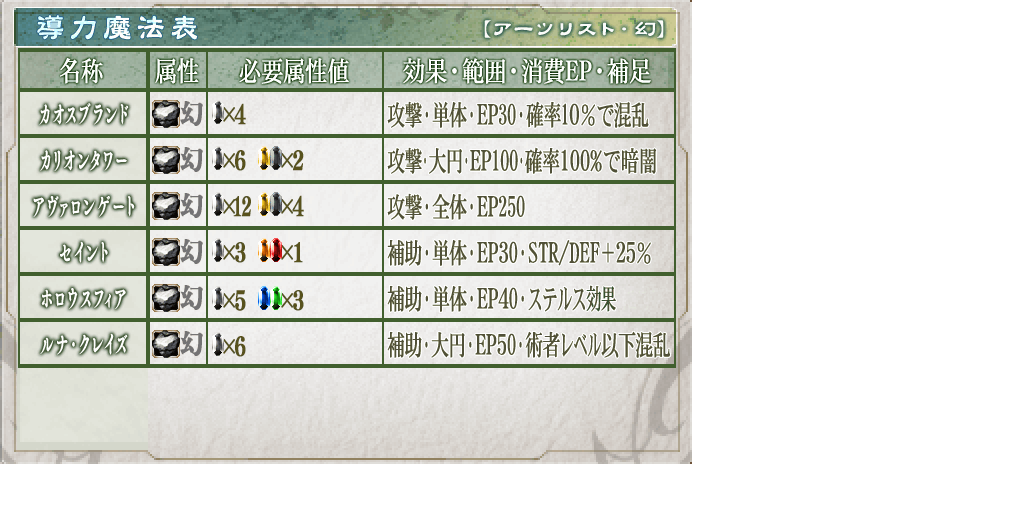 導力魔法表 【アーツリスト・幻】
名称 属性 必要属性値 効果・範囲・消費EP・補足
カオスブランド 幻 ×4 攻撃・単体・EP30・確率10%で混乱
カリオンタワー 幻 ×6 ×2 攻撃・大円・EP100・確率100%で暗闇
アヴァロンゲート 幻 ×12 ×4 攻撃・全体・EP250
セイント 幻 ×3 ×1 補助・単体・EP30・STR/DEF+25%
ホロウスフィア 幻 ×5 ×3 補助・単体・EP40・ステルス効果
ルナ・クレイズ 幻 ×6 補助・大円・EP50・術者レベル以下混乱